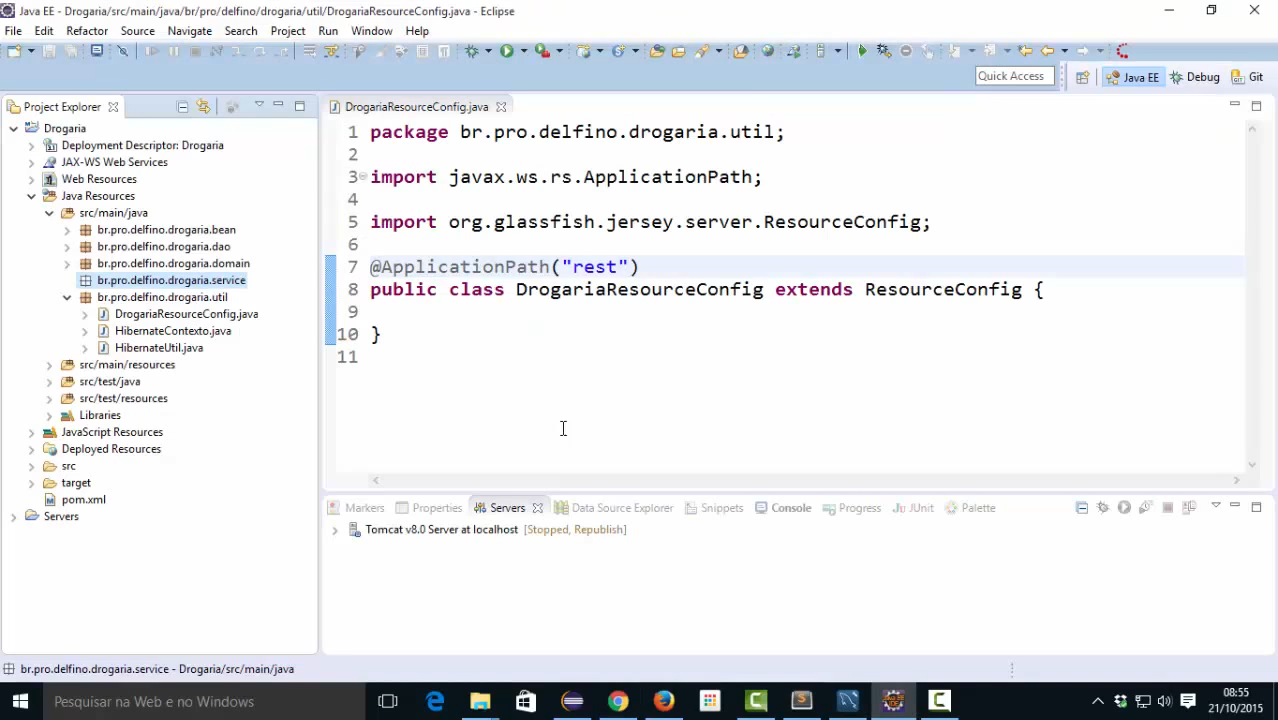 Java EE - Drogaria/src/main/java/br/pro/delfino/drogaria/util/DrogariaResourceConfig.java - Eclipse
File Edit Refactor Source Navigate Search Project Run Window Help
Quick Access Java EE Debug Git
Project Explorer
Drogaria
Deployment Descriptor: Drogaria
JAX-WS Web Services
Web Resources
Java Resources
src/main/java
br.pro.delfino.drogaria.bean
br.pro.delfino.drogaria.dao
br.pro.delfino.drogaria.domain
br.pro.delfino.drogaria.service
br.pro.delfino.drogaria.util
DrogariaResourceConfig.java
HibernateContexto.java
HibernateUtil.java
src/main/resources
src/test/java
src/test/resources
Libraries
JavaScript Resources
Deployed Resources
src
target
pom.xml
Servers
DrogariaResourceConfig.java
1 package br.pro.delfino.drogaria.util;
2
3 import javax.ws.rs.ApplicationPath;
4
5 import org.glassfish.jersey.server.ResourceConfig;
6
7 @ApplicationPath("rest")
8 public class DrogariaResourceConfig extends ResourceConfig {
9
10 }
11
Markers Properties Servers Data Source Explorer Snippets Console Progress JUnit Palette
Tomcat v8.0 Server at localhost [Stopped, Republish]
br.pro.delfino.drogaria.service - Drogaria/src/main/java
Pesquisar na Web e no Windows
08:55
21/10/2015